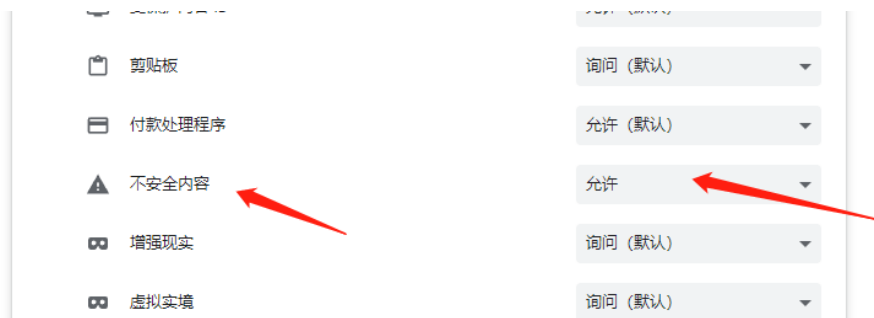 剪贴板 询问 (默认)
付款处理程序 允许 (默认)
不安全内容 允许
增强现实 询问 (默认)
虚拟实境 询问 (默认)